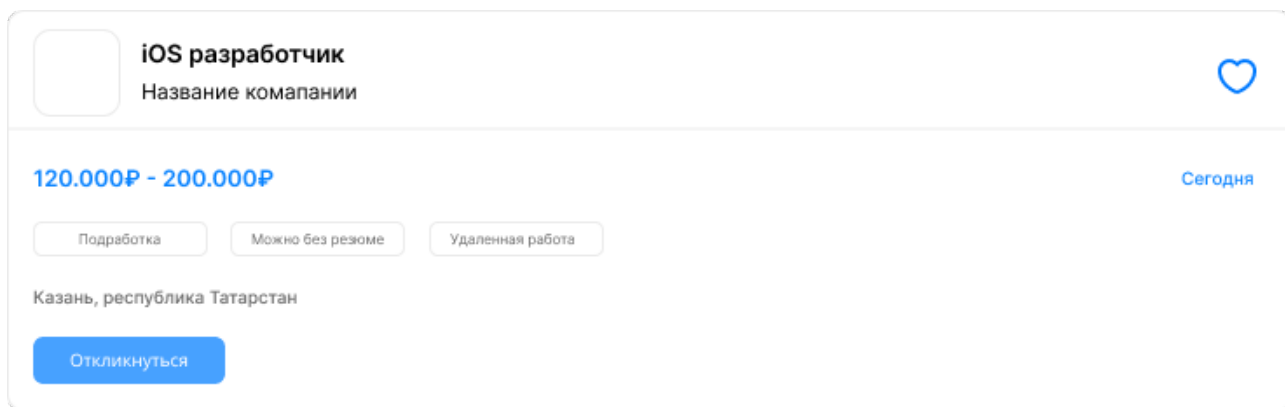 iOS разработчик
Название комапании
120.000₽ - 200.000₽
Сегодня
Подработка
Можно без резюме
Удаленная работа
Казань, республика Татарстан
Откликнуться